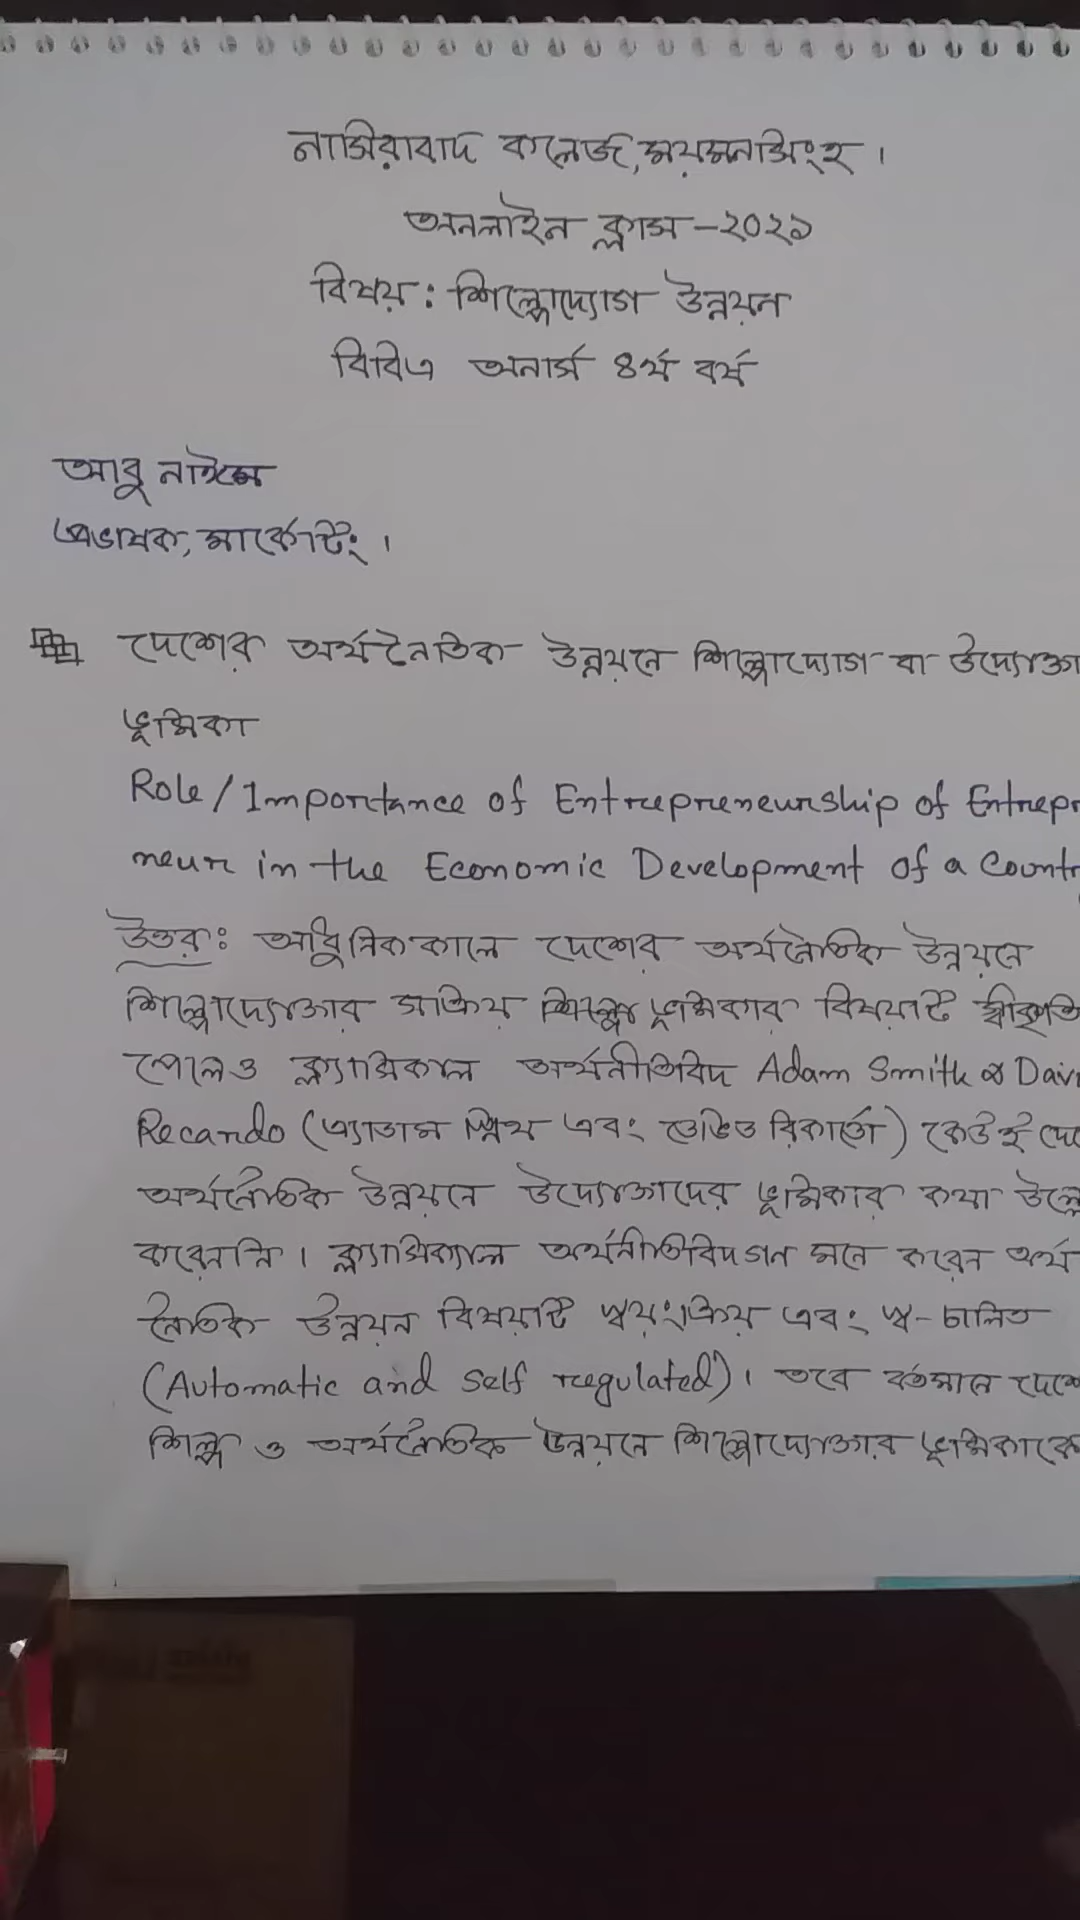 নাসিরাবাদ কলেজ, ময়মনসিংহ ।
অনলাইন ক্লাস -২০২১
বিষয় : শিল্পোদ্যোগ উন্নয়ন
বিবিএ অনার্স ৪র্থ বর্ষ
আবু নাঈম
প্রভাষক, মার্কেটিং ।
দেশের অর্থনৈতিক উন্নয়নে শিল্পোদ্যোগ বা উদ্যোক্তা
ভূমিকা
Role/Importance of Entrepreneurship of Entrepr
neur in the Economic Development of a Countr
উত্তর : আধুনিককালে দেশের অর্থনৈতিক উন্নয়নে
শিল্পোদ্যোক্তার সক্রিয় ভূমিকার বিষয়টি স্বীকৃতি
পেলেও ক্ল্যাসিকাল অর্থনীতিবিদ Adam Smith & Davi
Recardo (এ্যাডাম স্মিথ এবং ডেভিড রিকার্ডো) কেউই দে
অর্থনৈতিক উন্নয়নে উদ্যোক্তাদের ভূমিকার কথা উল্লে
করেননি । ক্ল্যাসিক্যাল অর্থনীতিবিদগন মনে করেন অর্থ
নৈতিক উন্নয়ন বিষয়টি স্বয়ংক্রিয় এবং স্ব-চালিত
(Automatic and self regulated)। তবে বর্তমানে দেশে
শিল্প ও অর্থনৈতিক উন্নয়নে শিল্পোদ্যোক্তার ভূমিকাকে